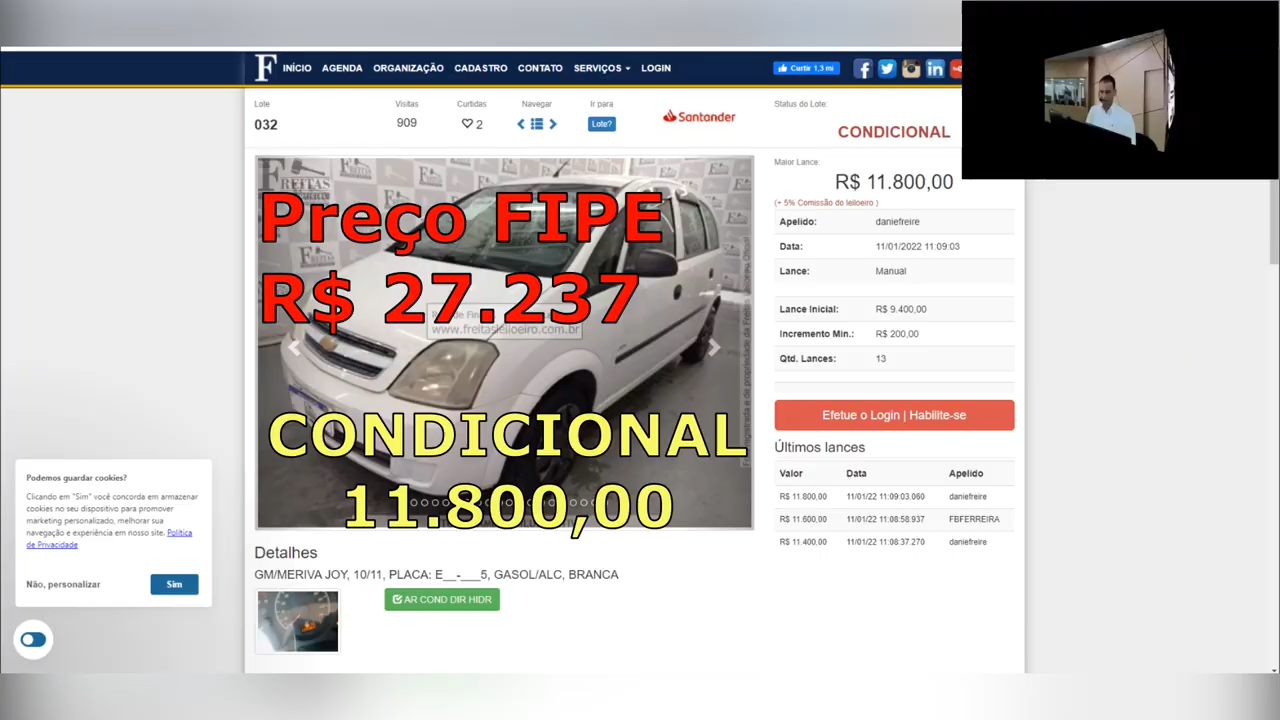 F INÍCIO AGENDA ORGANIZAÇÃO CADASTRO CONTATO SERVIÇOS LOGIN Curtir 1,3 mi
Lote Visitas Curtidas Navegar Ir para Status do Lote:
032 909 2 Lote? Santander CONDICIONAL
Maior Lance:
R$ 11.800,00
(+ 5% Comissão do leiloeiro )
Apelido: daniefreire
Data: 11/01/2022 11:09:03
Lance: Manual
Lance Inicial: R$ 9.400,00
Incremento Min.: R$ 200,00
Qtd. Lances: 13
Efetue o Login | Habilite-se
Últimos lances
Valor Data Apelido
R$ 11.800,00 11/01/22 11:09:03.060 daniefreire
R$ 11.600,00 11/01/22 11:08:58.937 FBFERREIRA
R$ 11.400,00 11/01/22 11:08:37.270 daniefreire
FREITAS
Preço FIPE
R$ 27.237
www.freitasleiloeiro.com.br
CONDICIONAL
11.800,00
Detalhes
GM/MERIVA JOY, 10/11, PLACA: E__-___5, GASOL/ALC, BRANCA
AR COND DIR HIDR
Podemos guardar cookies?
Clicando em "Sim" você concorda em armazenar
cookies no seu dispositivo para promover
marketing personalizado, melhorar sua
navegação e experiência em nosso site. Política
de Privacidade
Não, personalizar Sim